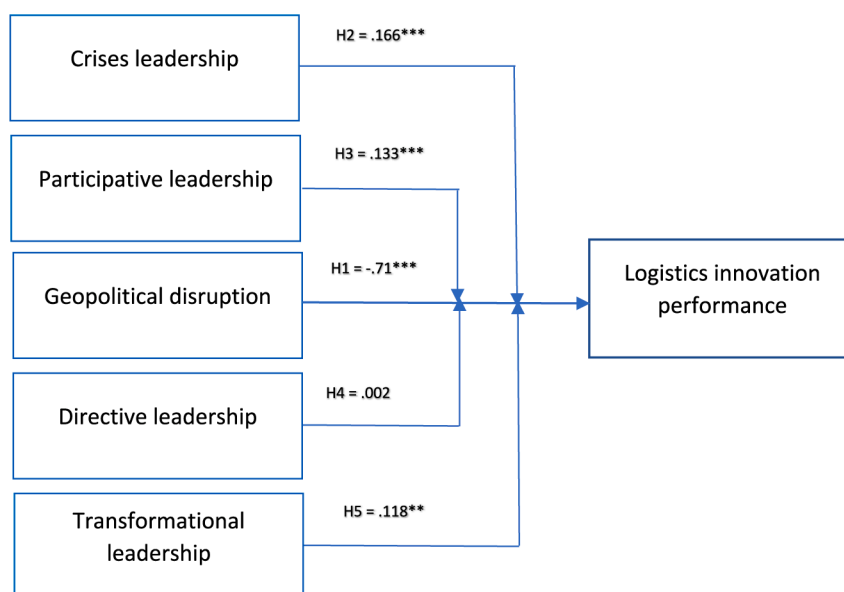 Crises leadership
H2 = .166***
Participative leadership
H3 = .133***
Geopolitical disruption
H1 = -.71***
Logistics innovation
performance
Directive leadership
H4 = .002
Transformational
leadership
H5 = .118**